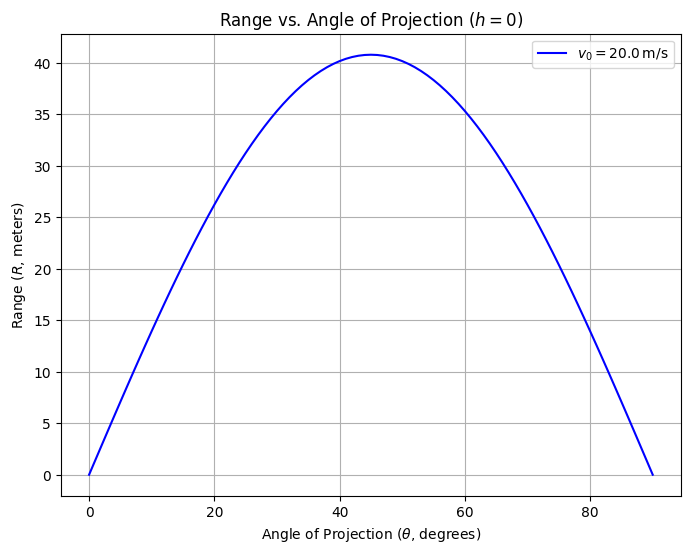 Range vs. Angle of Projection (h = 0)
v₀ = 20.0 m/s
Range (R, meters)
40
35
30
25
20
15
10
5
0
0 20 40 60 80
Angle of Projection (θ, degrees)